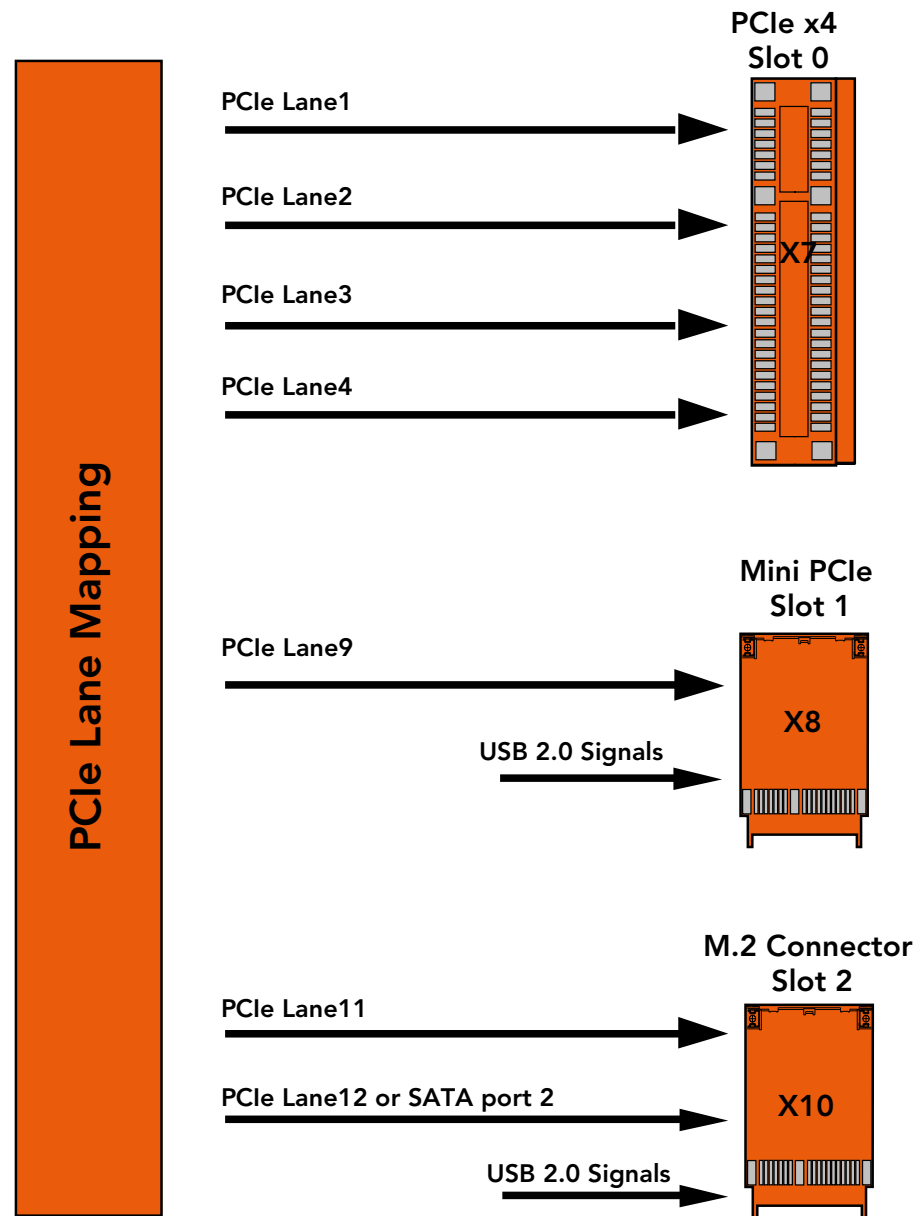 PCIe Lane Mapping
PCIe x4
Slot 0
PCIe Lane1
PCIe Lane2
X7
PCIe Lane3
PCIe Lane4
Mini PCIe
Slot 1
PCIe Lane9
X8
USB 2.0 Signals
M.2 Connector
Slot 2
PCIe Lane11
PCIe Lane12 or SATA port 2
X10
USB 2.0 Signals